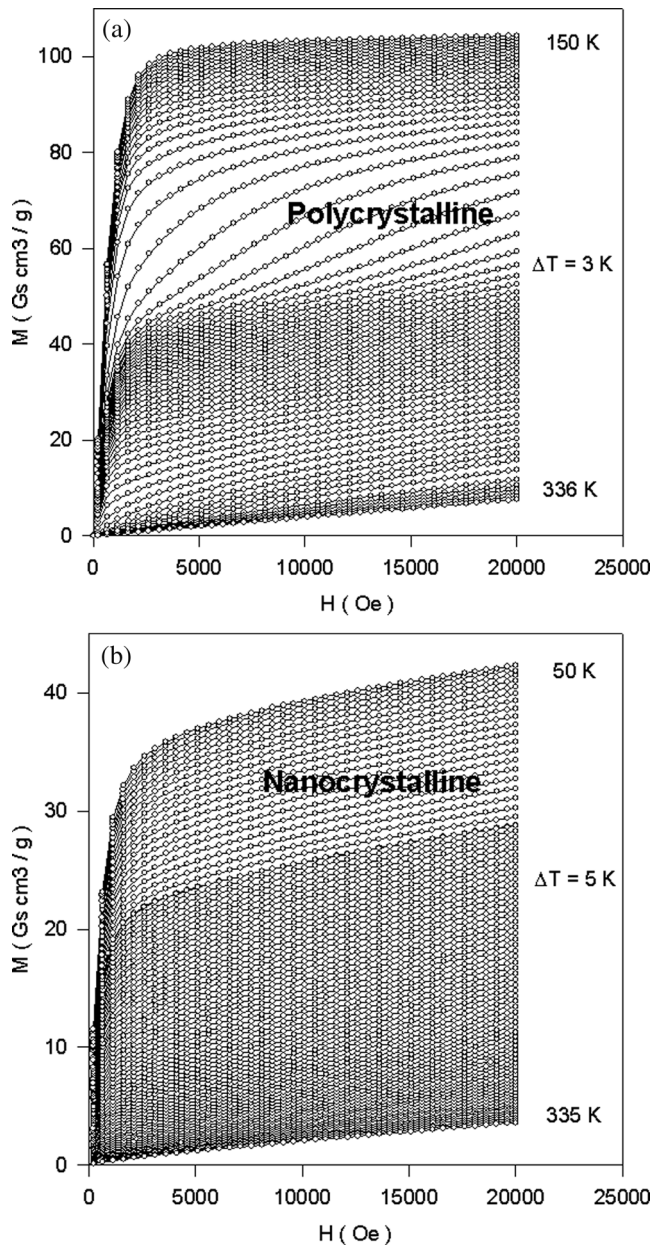 (a)
100
80
60
40
20
0
M ( Gs cm3 / g )
150 K
Polycrystalline
ΔT = 3 K
336 K
0 5000 10000 15000 20000 25000
H ( Oe )
(b)
40
30
20
10
0
M ( Gs cm3 / g )
50 K
Nanocrystalline
ΔT = 5 K
335 K
0 5000 10000 15000 20000 25000
H ( Oe )